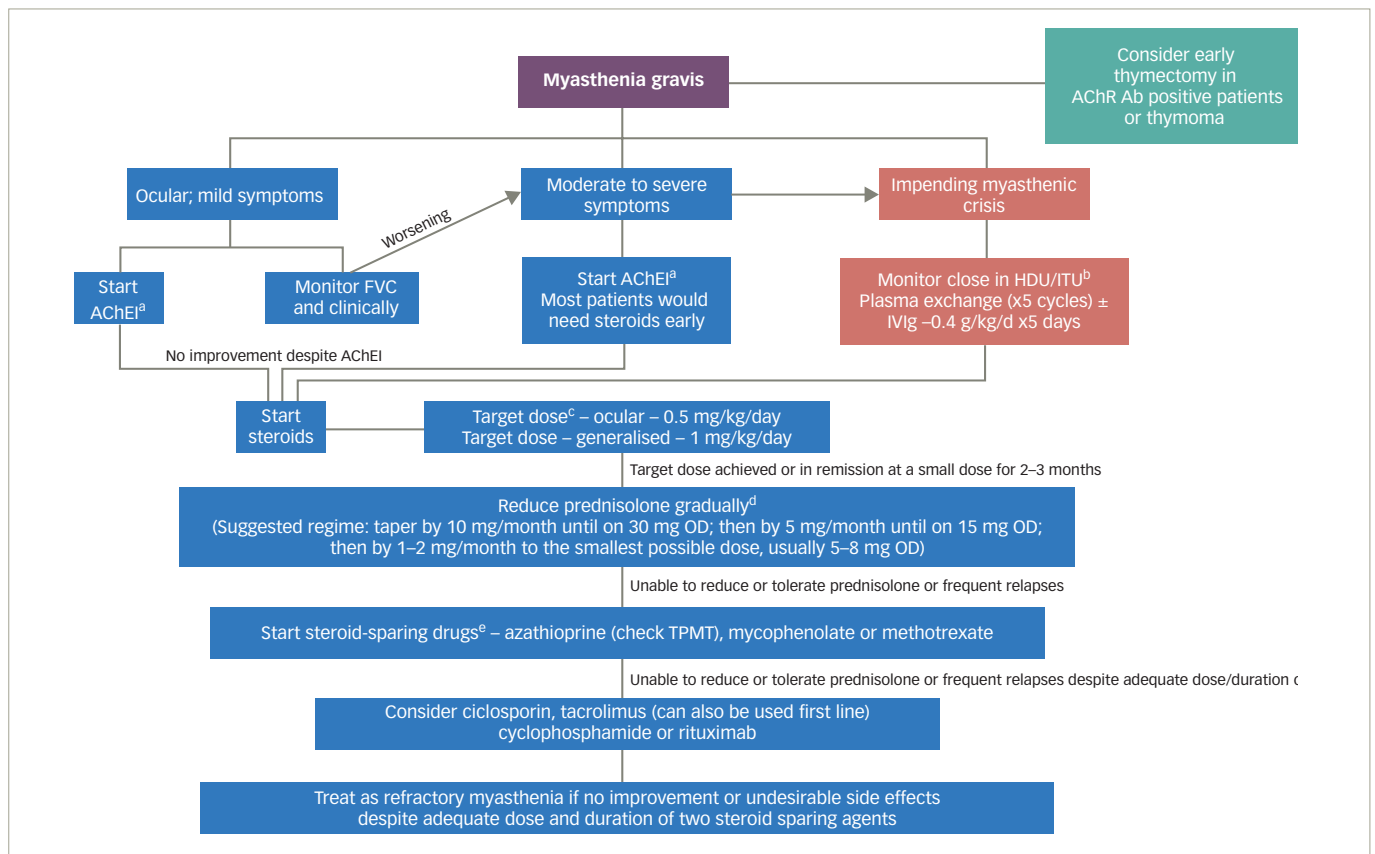 Myasthenia gravis
Consider early
thymectomy in
AChR Ab positive patients
or thymoma
Ocular; mild symptoms
Moderate to severe
symptoms
Impending myasthenic
crisis
Worsening
Start
AChEIᵃ
Monitor FVC
and clinically
Start AChEIᵃ
Most patients would
need steroids early
Monitor close in HDU/ITUᵇ
Plasma exchange (x5 cycles) ±
IVIg –0.4 g/kg/d x5 days
No improvement despite AChEI
Start
steroids
Target doseᶜ – ocular – 0.5 mg/kg/day
Target dose – generalised – 1 mg/kg/day
Target dose achieved or in remission at a small dose for 2–3 months
Reduce prednisolone graduallyᵈ
(Suggested regime: taper by 10 mg/month until on 30 mg OD; then by 5 mg/month until on 15 mg OD;
then by 1–2 mg/month to the smallest possible dose, usually 5–8 mg OD)
Unable to reduce or tolerate prednisolone or frequent relapses
Start steroid-sparing drugsᵉ – azathioprine (check TPMT), mycophenolate or methotrexate
Unable to reduce or tolerate prednisolone or frequent relapses despite adequate dose/duration
Consider ciclosporin, tacrolimus (can also be used first line)
cyclophosphamide or rituximab
Treat as refractory myasthenia if no improvement or undesirable side effects
despite adequate dose and duration of two steroid sparing agents